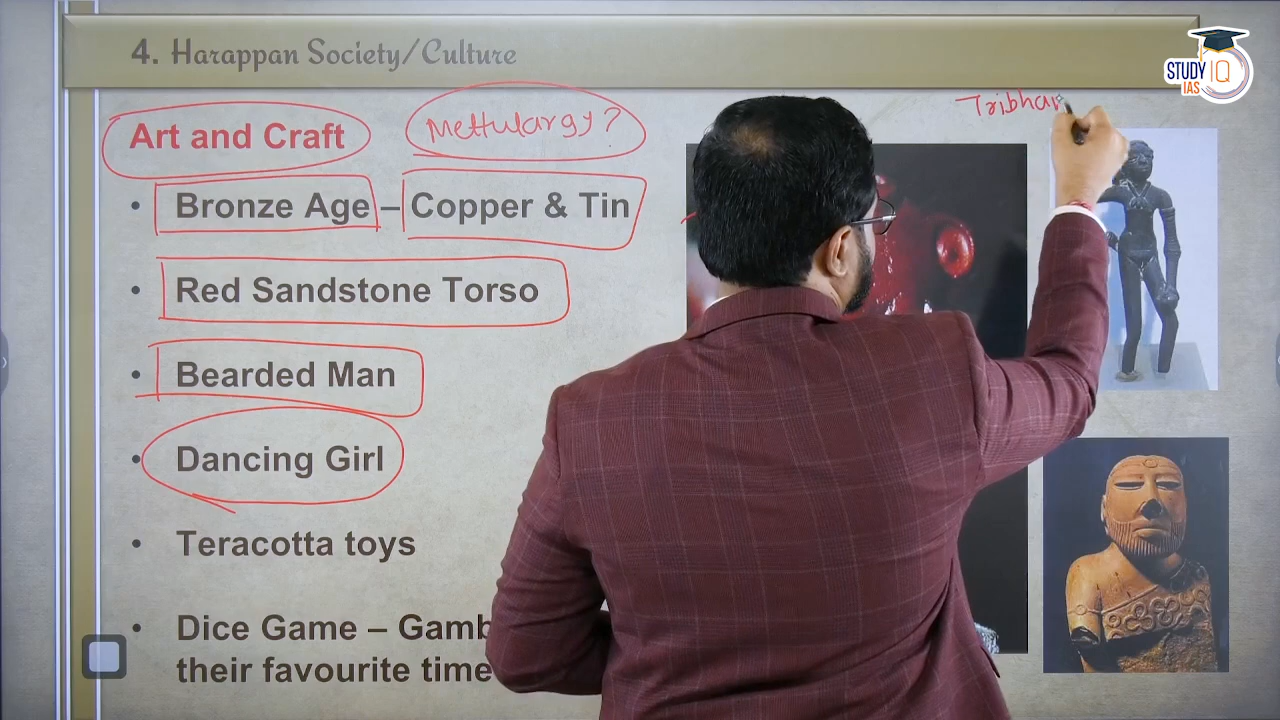 4. Harappan Society/Culture
STUDY IQ
IAS
Tribhan
Art and Craft
Mettulargy?
• Bronze Age – Copper & Tin
• Red Sandstone Torso
• Bearded Man
• Dancing Girl
• Teracotta toys
• Dice Game – Gamb
their favourite time